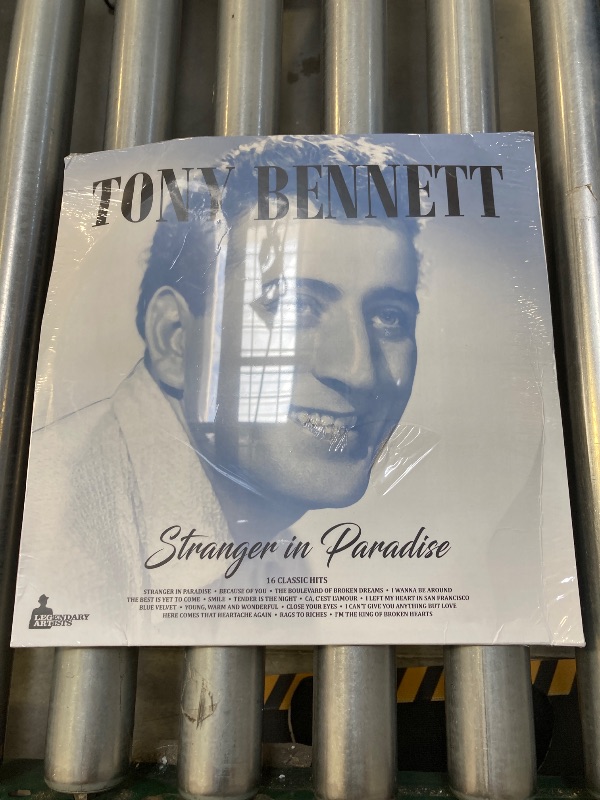 TONY BENNETT
Stranger in Paradise
16 CLASSIC HITS
STRANGER IN PARADISE • BECAUSE OF YOU • THE BOULEVARD OF BROKEN DREAMS • I WANNA BE AROUND
THE BEST IS YET TO COME • SMILE • TENDER IS THE NIGHT • CA, C'EST L'AMOUR • I LEFT MY HEART IN SAN FRANCISCO
BLUE VELVET • YOUNG, WARM AND WONDERFUL • CLOSE YOUR EYES • I CAN'T GIVE YOU ANYTHING BUT LOVE
HERE COMES THAT HEARTACHE AGAIN • RAGS TO RICHES • I'M THE KING OF BROKEN HEARTS
LEGENDARY
ARTISTS